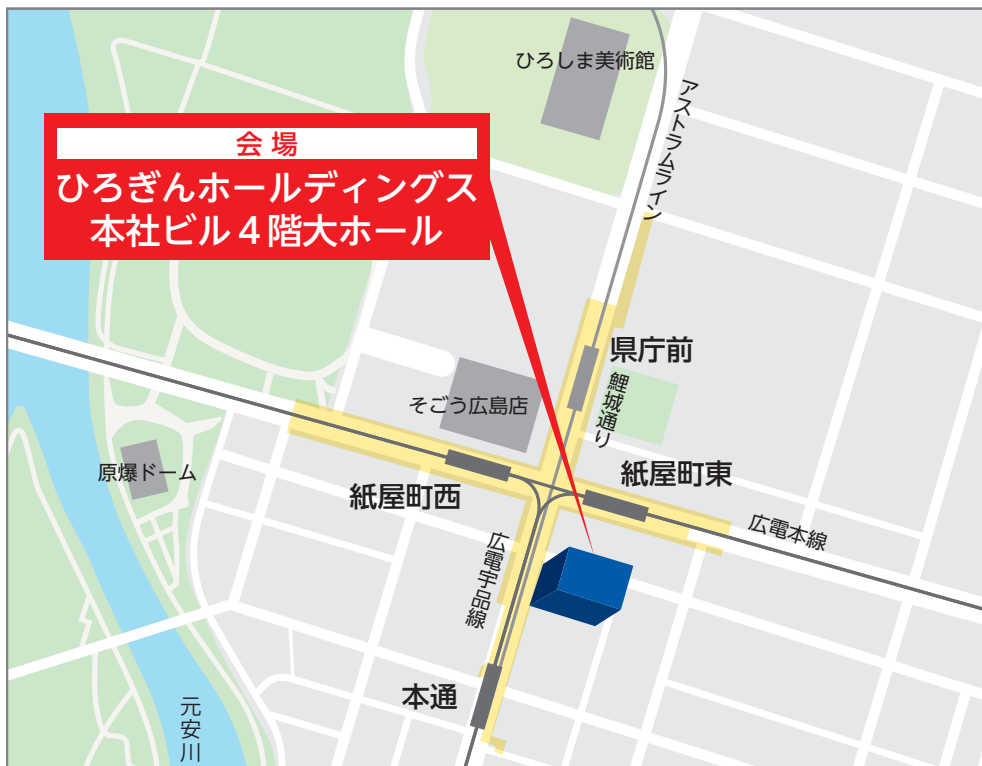 ひろしま美術館
アストラムライン
会場
ひろぎんホールディングス
本社ビル４階大ホール
県庁前
鯉城通り
そごう広島店
原爆ドーム
紙屋町西
紙屋町東
広電本線
広電宇品線
本通
元安川